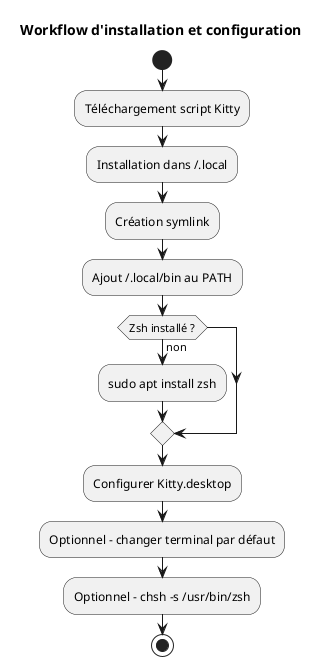 Workflow d'installation et configuration
Téléchargement script Kitty
Installation dans /.local
Création symlink
Ajout /.local/bin au PATH
Zsh installé ?
non
sudo apt install zsh
Configurer Kitty.desktop
Optionnel - changer terminal par défaut
Optionnel - chsh -s /usr/bin/zsh